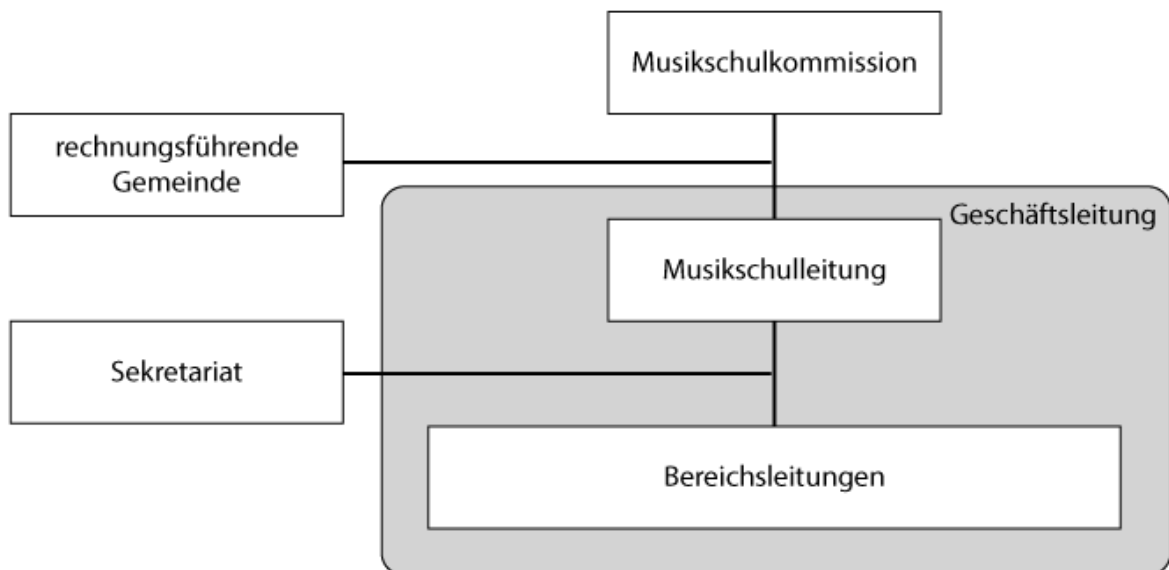 Musikschulkommission
rechnungsführende
Gemeinde
Geschäftsleitung
Musikschulleitung
Sekretariat
Bereichsleitungen